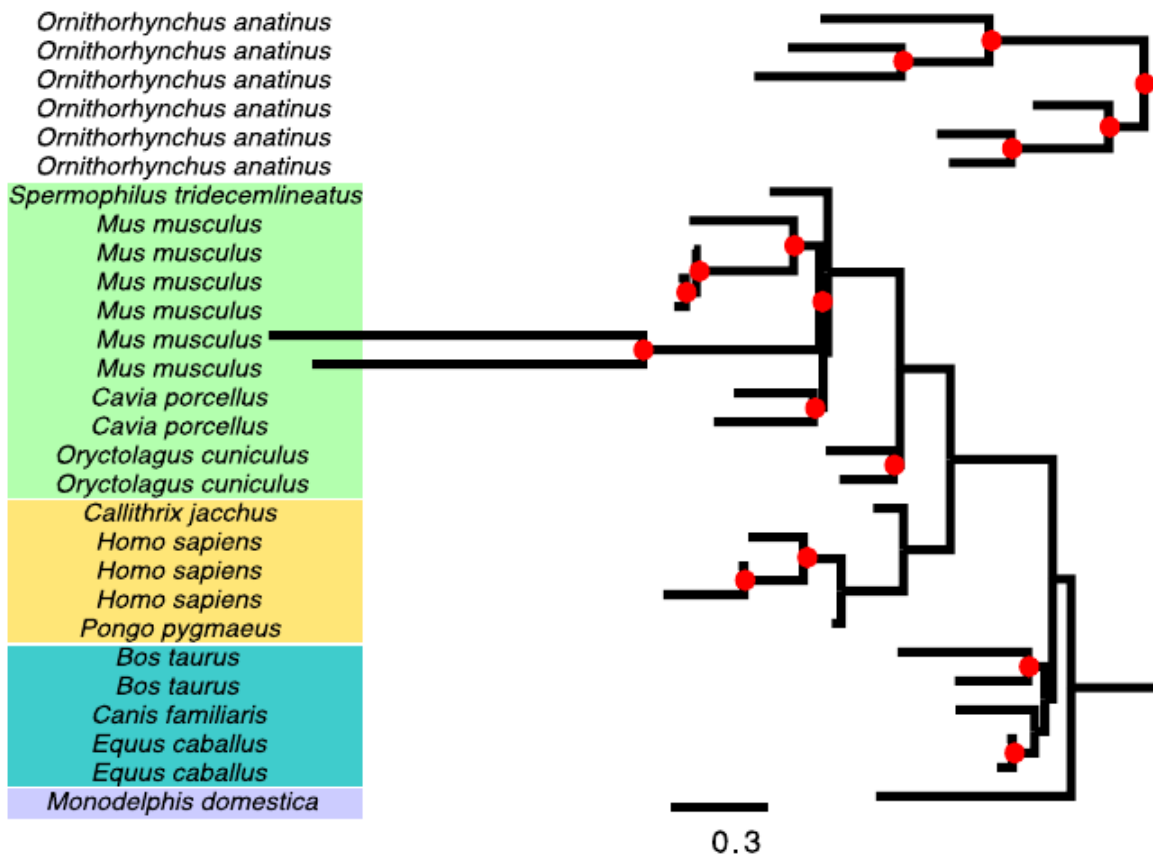 Ornithorhynchus anatinus
Ornithorhynchus anatinus
Ornithorhynchus anatinus
Ornithorhynchus anatinus
Ornithorhynchus anatinus
Ornithorhynchus anatinus
Spermophilus tridecemlineatus
Mus musculus
Mus musculus
Mus musculus
Mus musculus
Mus musculus
Mus musculus
Cavia porcellus
Cavia porcellus
Oryctolagus cuniculus
Oryctolagus cuniculus
Callithrix jacchus
Homo sapiens
Homo sapiens
Homo sapiens
Pongo pygmaeus
Bos taurus
Bos taurus
Canis familiaris
Equus caballus
Equus caballus
Monodelphis domestica
0.3